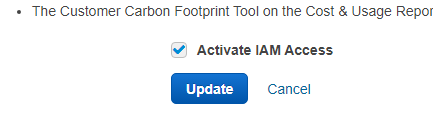 • The Customer Carbon Footprint Tool on the Cost & Usage Repor
Activate IAM Access
Update Cancel